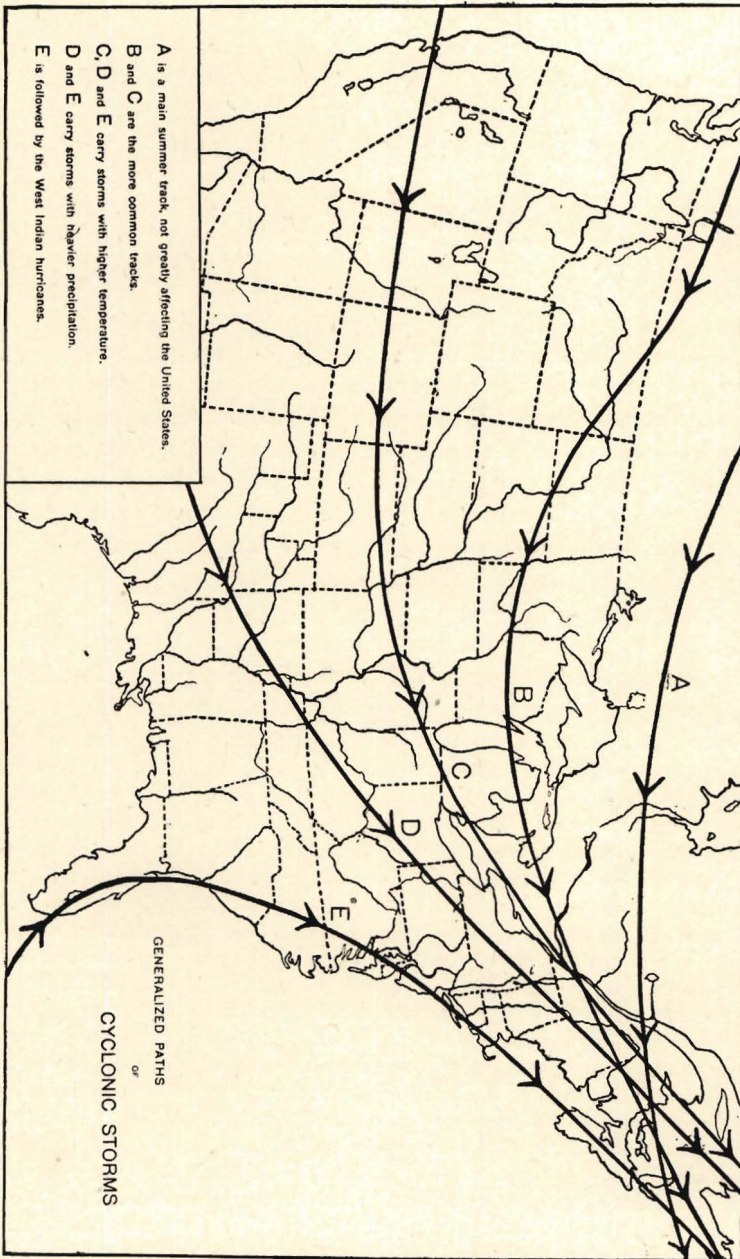 A is a main summer track, not greatly affecting the United States.
B and C are the more common tracks.
C, D and E carry storms with higher temperature.
D and E carry storms with heavier precipitation.
E is followed by the West Indian hurricanes.
A
B
C
D
E
GENERALIZED PATHS
OF
CYCLONIC STORMS